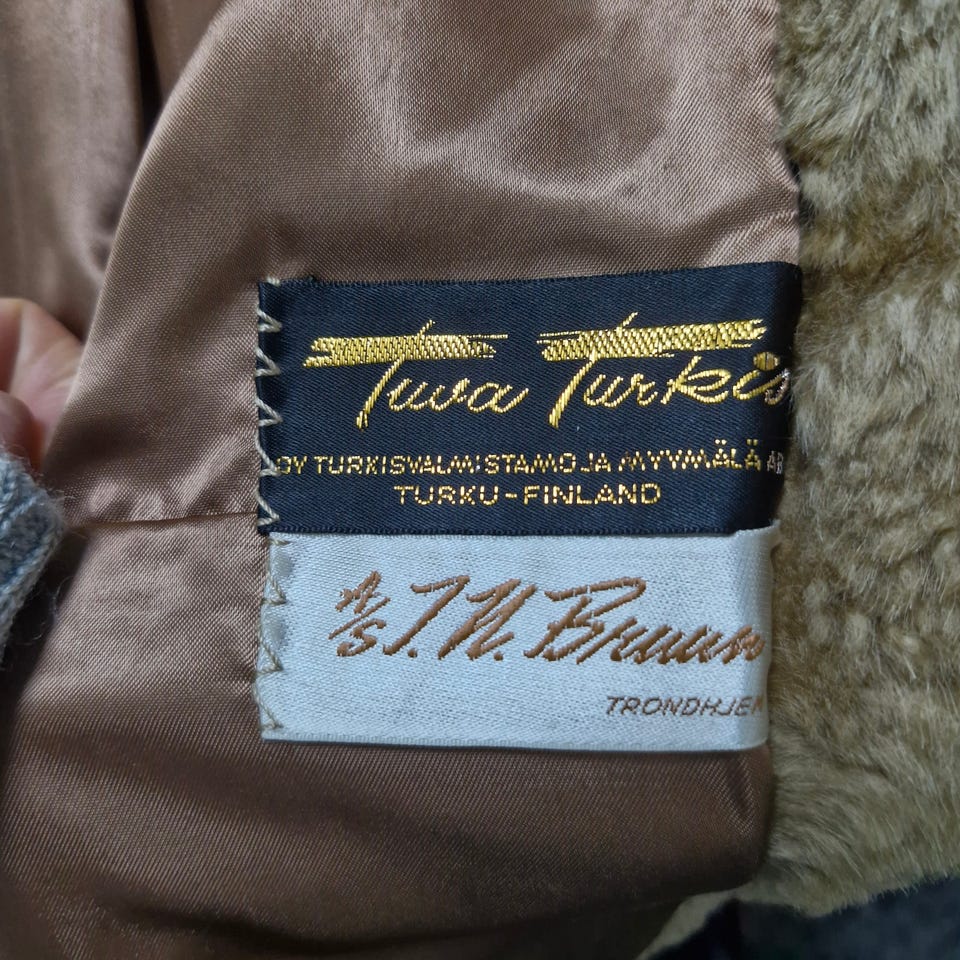 Tuva Turkis
OY TURKISVALMISTAMO JA MYYMÄLÄ AB
TURKU-FINLAND
A/S J. N. Bruun
TRONDHJEM